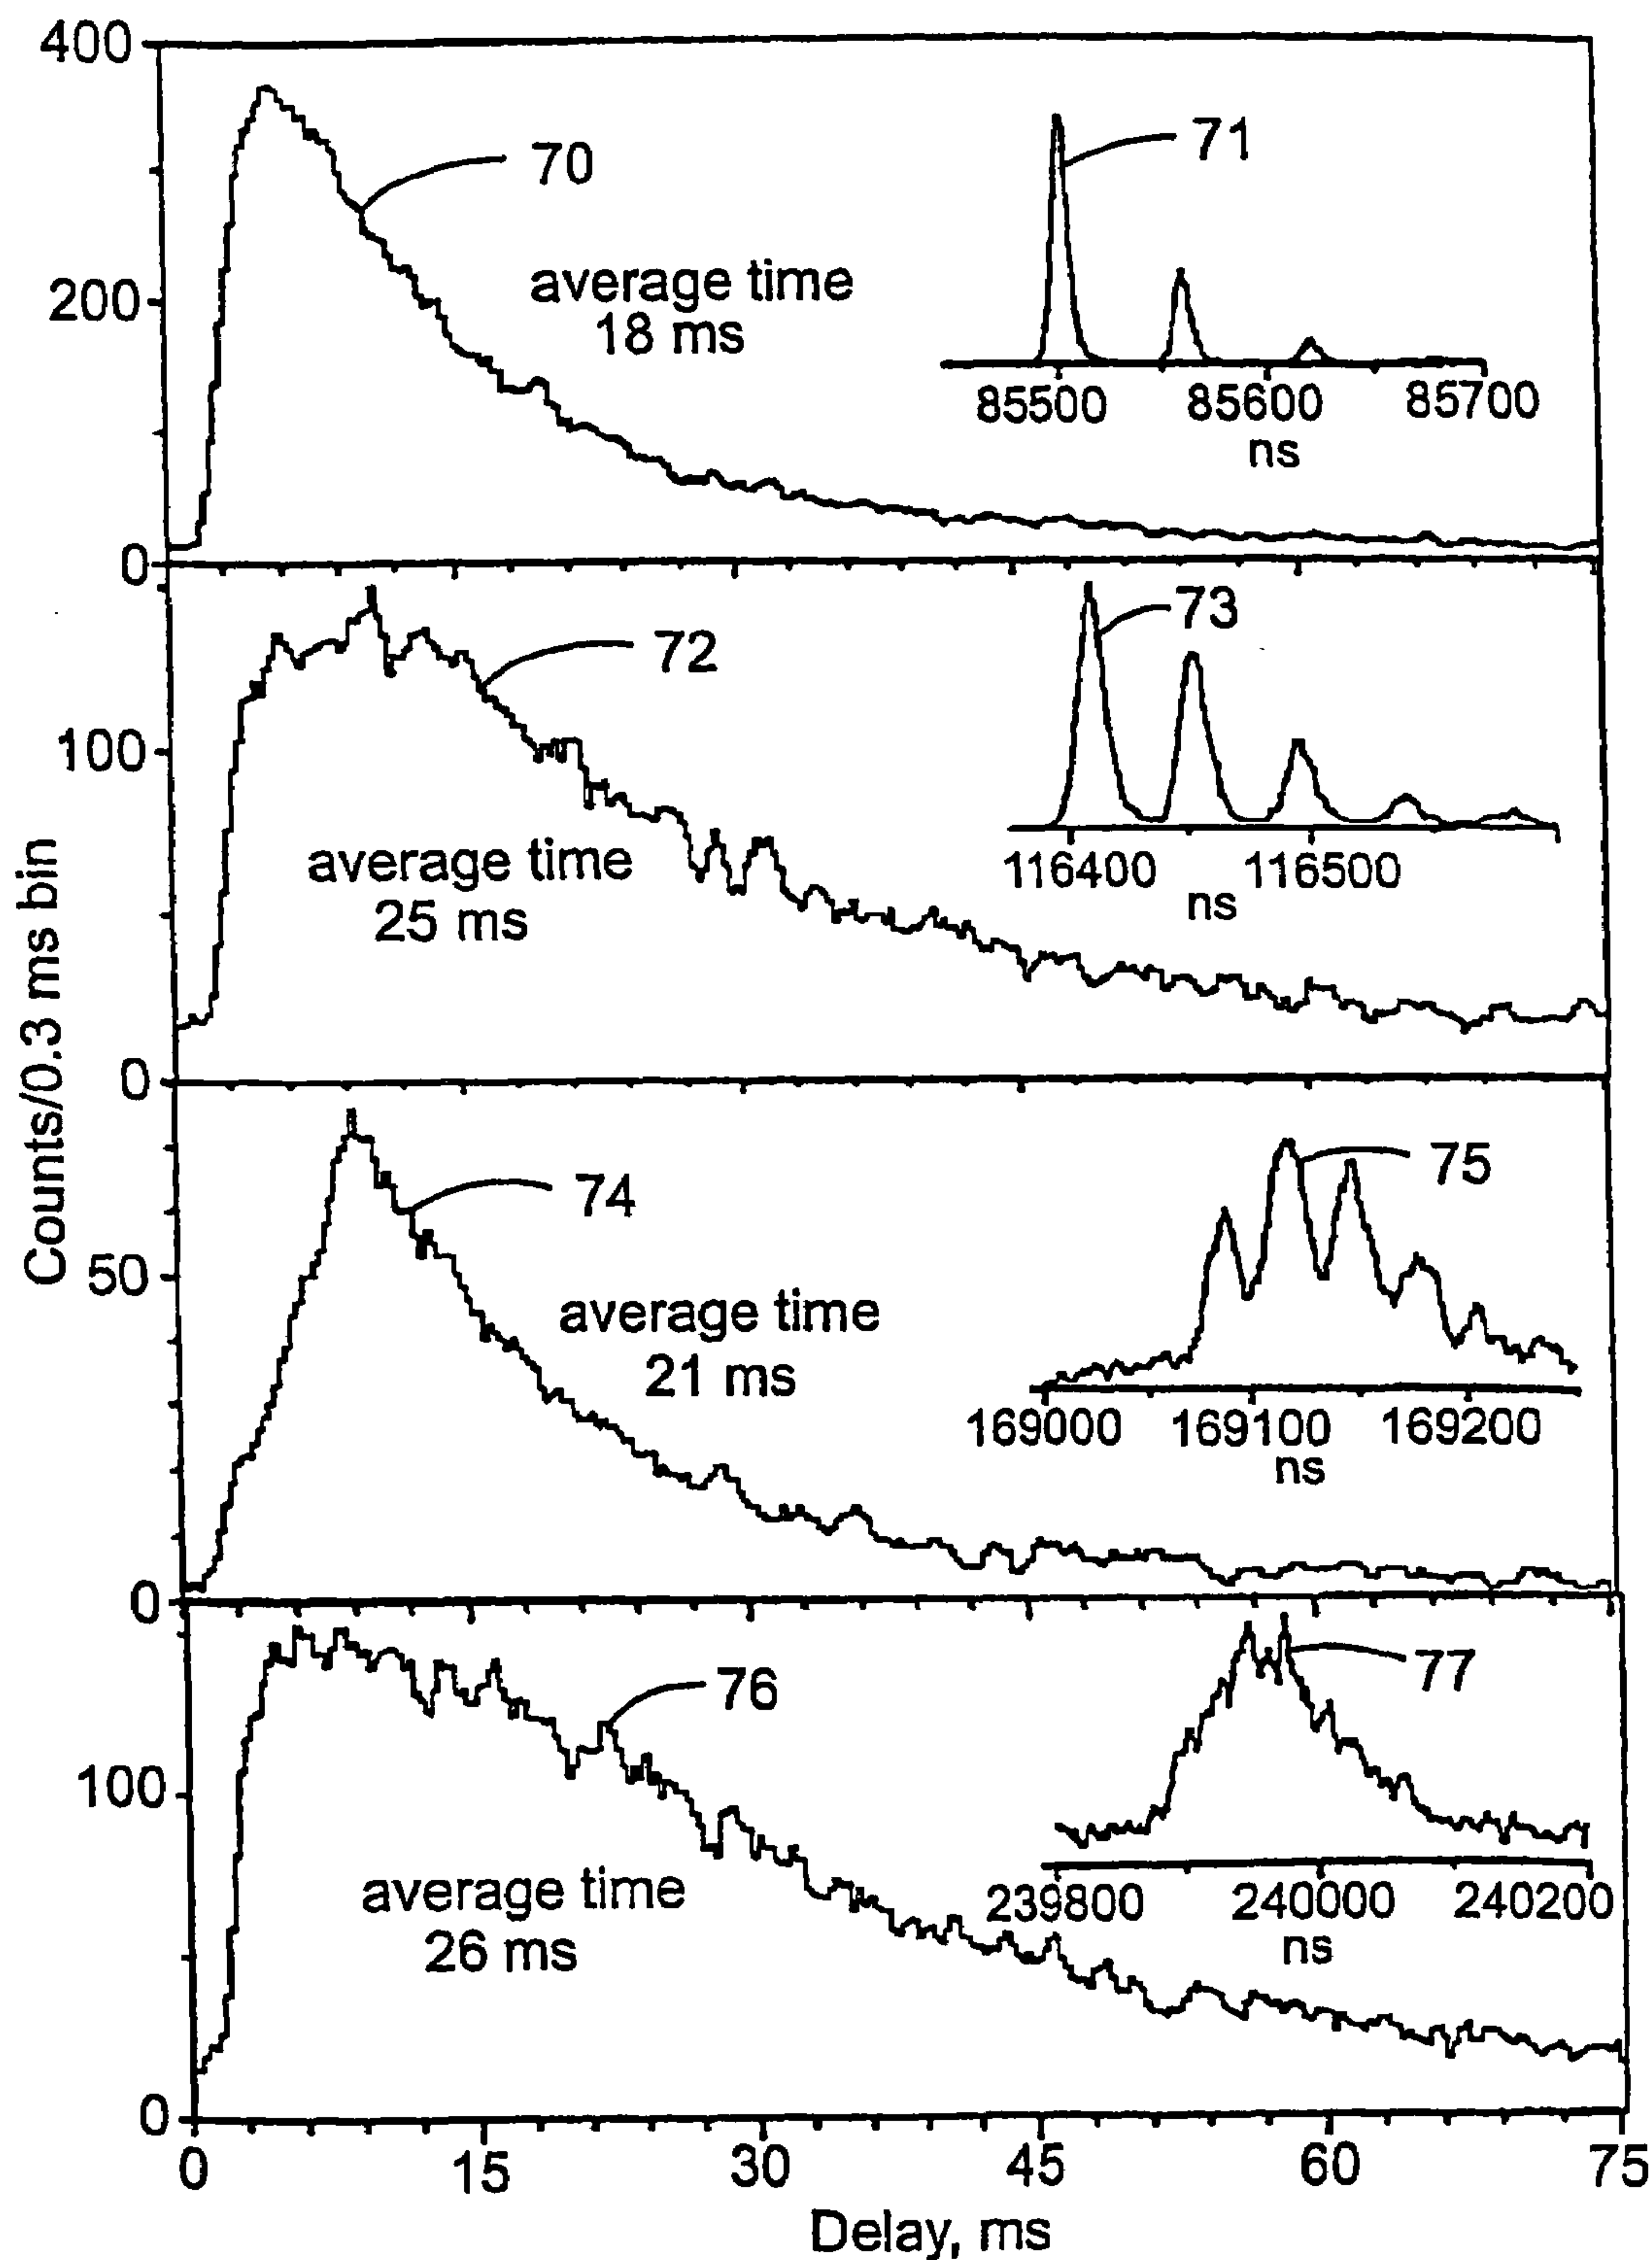 400
200
0
70
average time
18 ms
71
85500 85600 85700
ns
100
0
72
average time
25 ms
73
116400 116500
ns
Counts/0.3 ms bin
50
0
74
average time
21 ms
75
169000 169100 169200
ns
100
0
76
average time
26 ms
77
239800 240000 240200
ns
0 15 30 45 60 75
Delay, ms